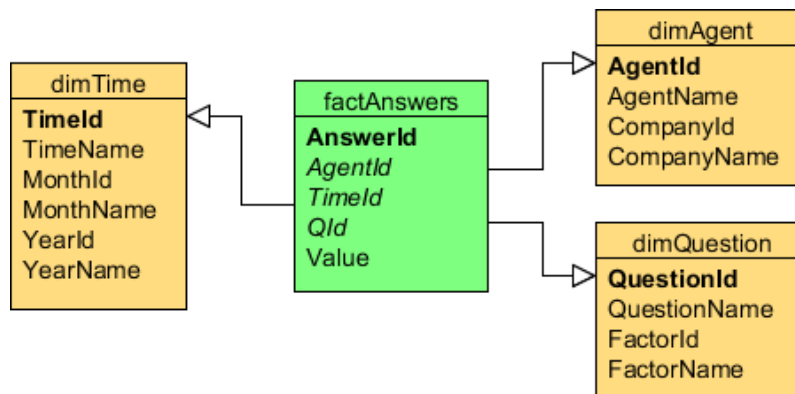 dimTime
TimeId
TimeName
MonthId
MonthName
YearId
YearName
factAnswers
AnswerId
AgentId
TimeId
QId
Value
dimAgent
AgentId
AgentName
CompanyId
CompanyName
dimQuestion
QuestionId
QuestionName
FactorId
FactorName